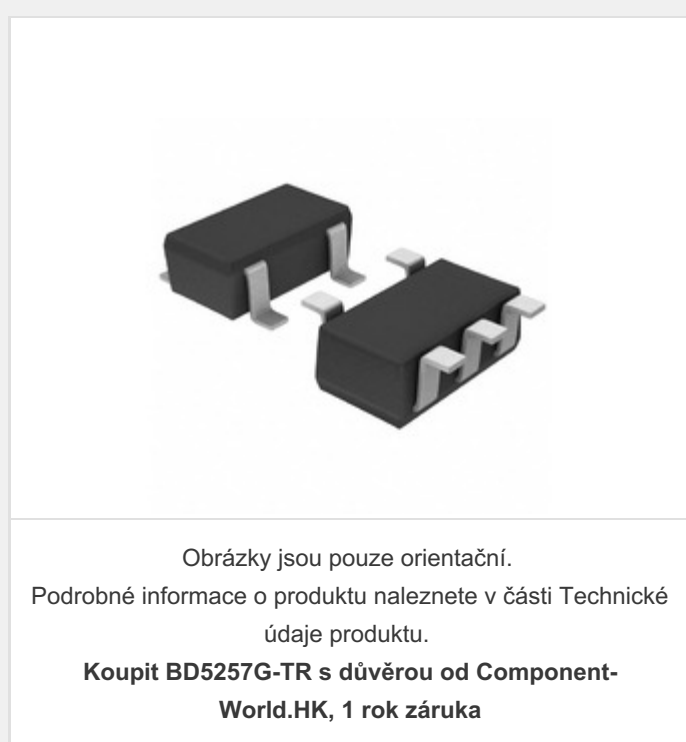 Obrázky jsou pouze orientační.
Podrobné informace o produktu naleznete v části Technické
údaje produktu.
Koupit BD5257G-TR s důvěrou od Component-
World.HK, 1 rok záruka